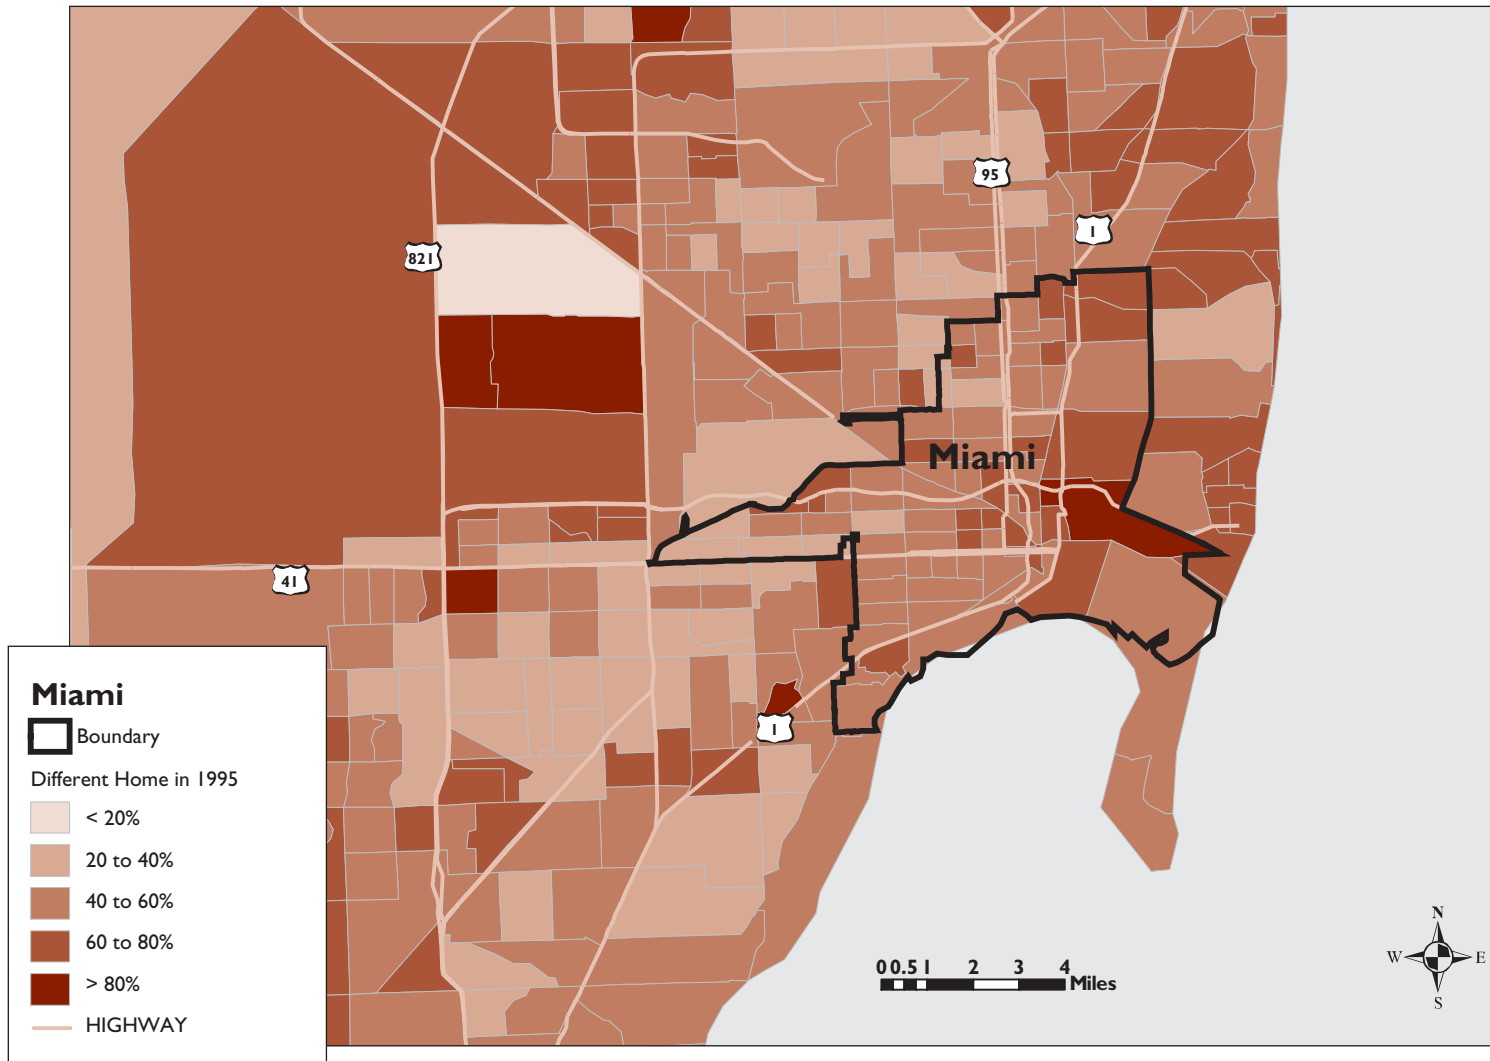 95
1
821
Miami
41
1
Miami
Boundary
Different Home in 1995
< 20%
20 to 40%
40 to 60%
60 to 80%
> 80%
HIGHWAY
0 0.5 1 2 3 4
Miles
N
W E
S